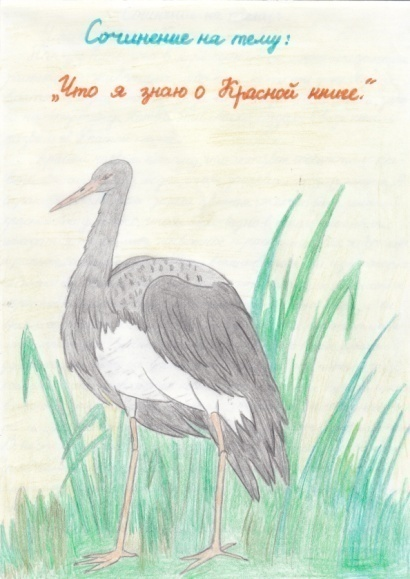 Сочинение на тему:
„Что я знаю о Красной книге."